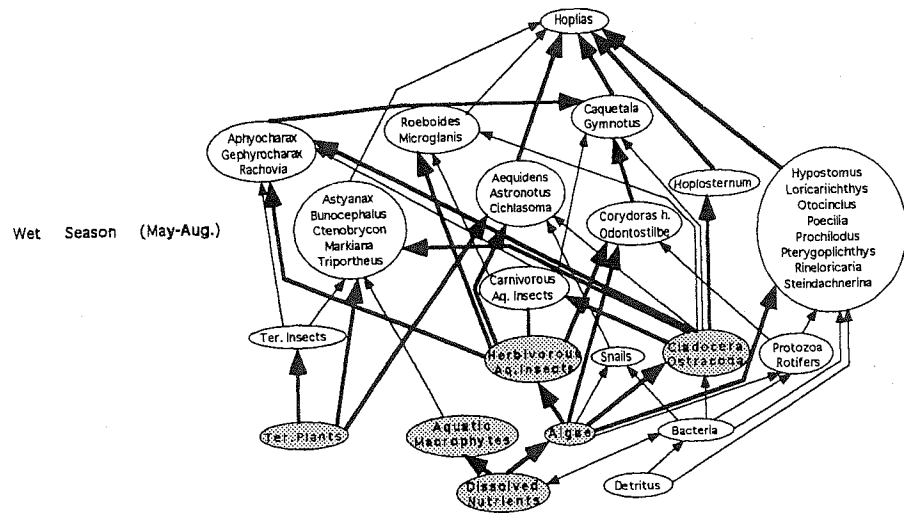 Hoplias
Roeboides
Microglanis
Caquetala
Gymnotus
Aphyocharax
Gephyrocharax
Rachovia
Aequidens
Astronotus
Cichlasoma
Hoplosternum
Hypostomus
Loricariichthys
Otocinclus
Poecilia
Prochilodus
Pterygoplichthys
Rineloricaria
Steindachnerina
Astyanax
Bunocephalus
Ctenobrycon
Markiana
Triportheus
Corydoras h.
Odontostilbe
Wet Season (May-Aug.)
Carnivorous
Aq. Insects
Ter. Insects
Herbivorous
Aq. Insects
Snails
Cladocera
Ostracoda
Protozoa
Rotifers
Ter. Plants
Aquatic
Macrophytes
Algae
Bacteria
Dissolved
Nutrients
Detritus